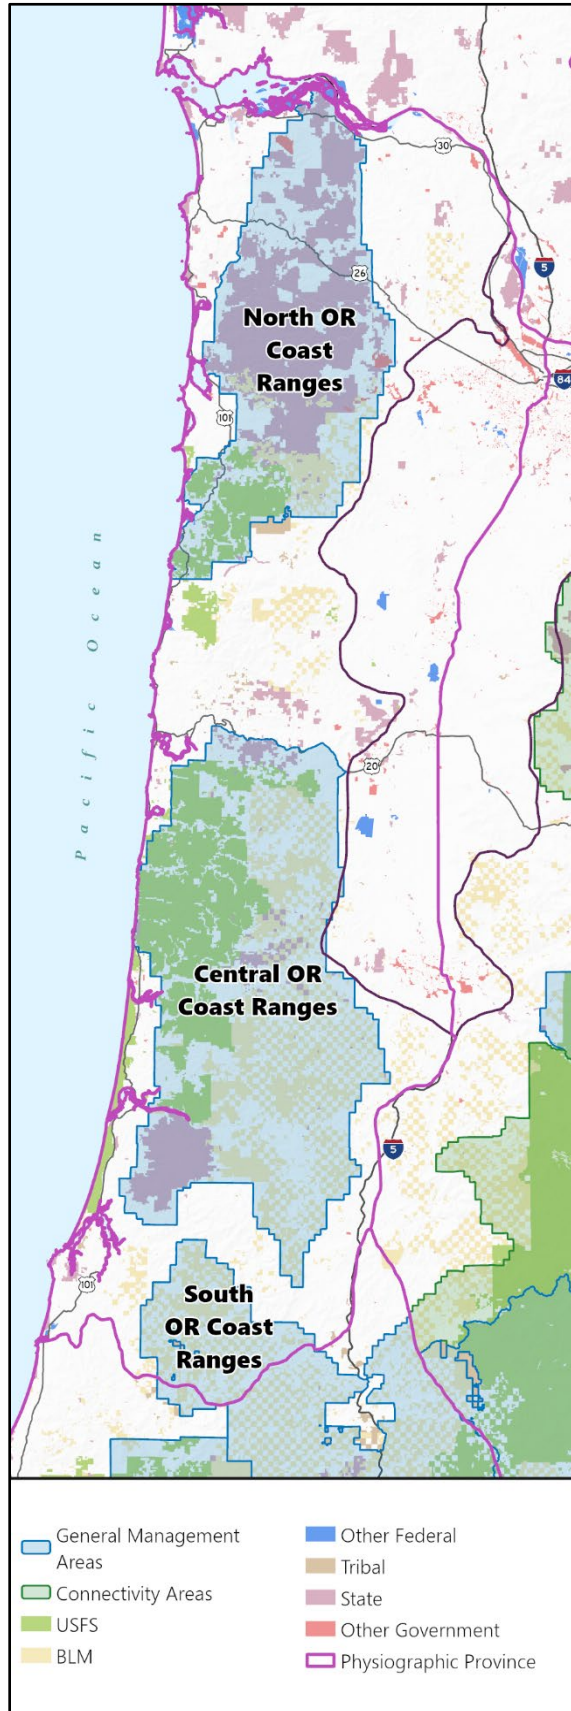 30
5
26
North OR
Coast
Ranges
84
101
Pacific Ocean
20
Central OR
Coast Ranges
5
101
South
OR Coast
Ranges
General Management
Areas
Connectivity Areas
USFS
BLM
Other Federal
Tribal
State
Other Government
Physiographic Province